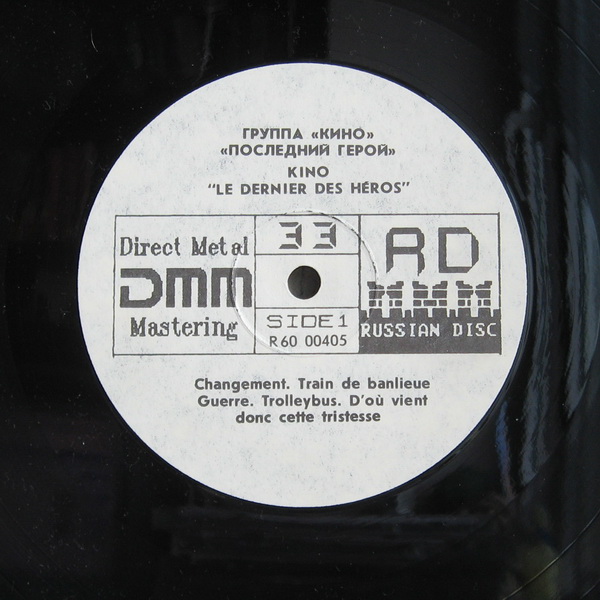 ГРУППА «КИНО»
«ПОСЛЕДНИЙ ГЕРОЙ»
KINO
"LE DERNIER DES HÉROS"
Direct Metal
DMM
Mastering
33
SIDE 1
R 60 00405
RD
RUSSIAN DISC
Changement. Train de banlieue
Guerre. Trolleybus. D'où vient
donc cette tristesse